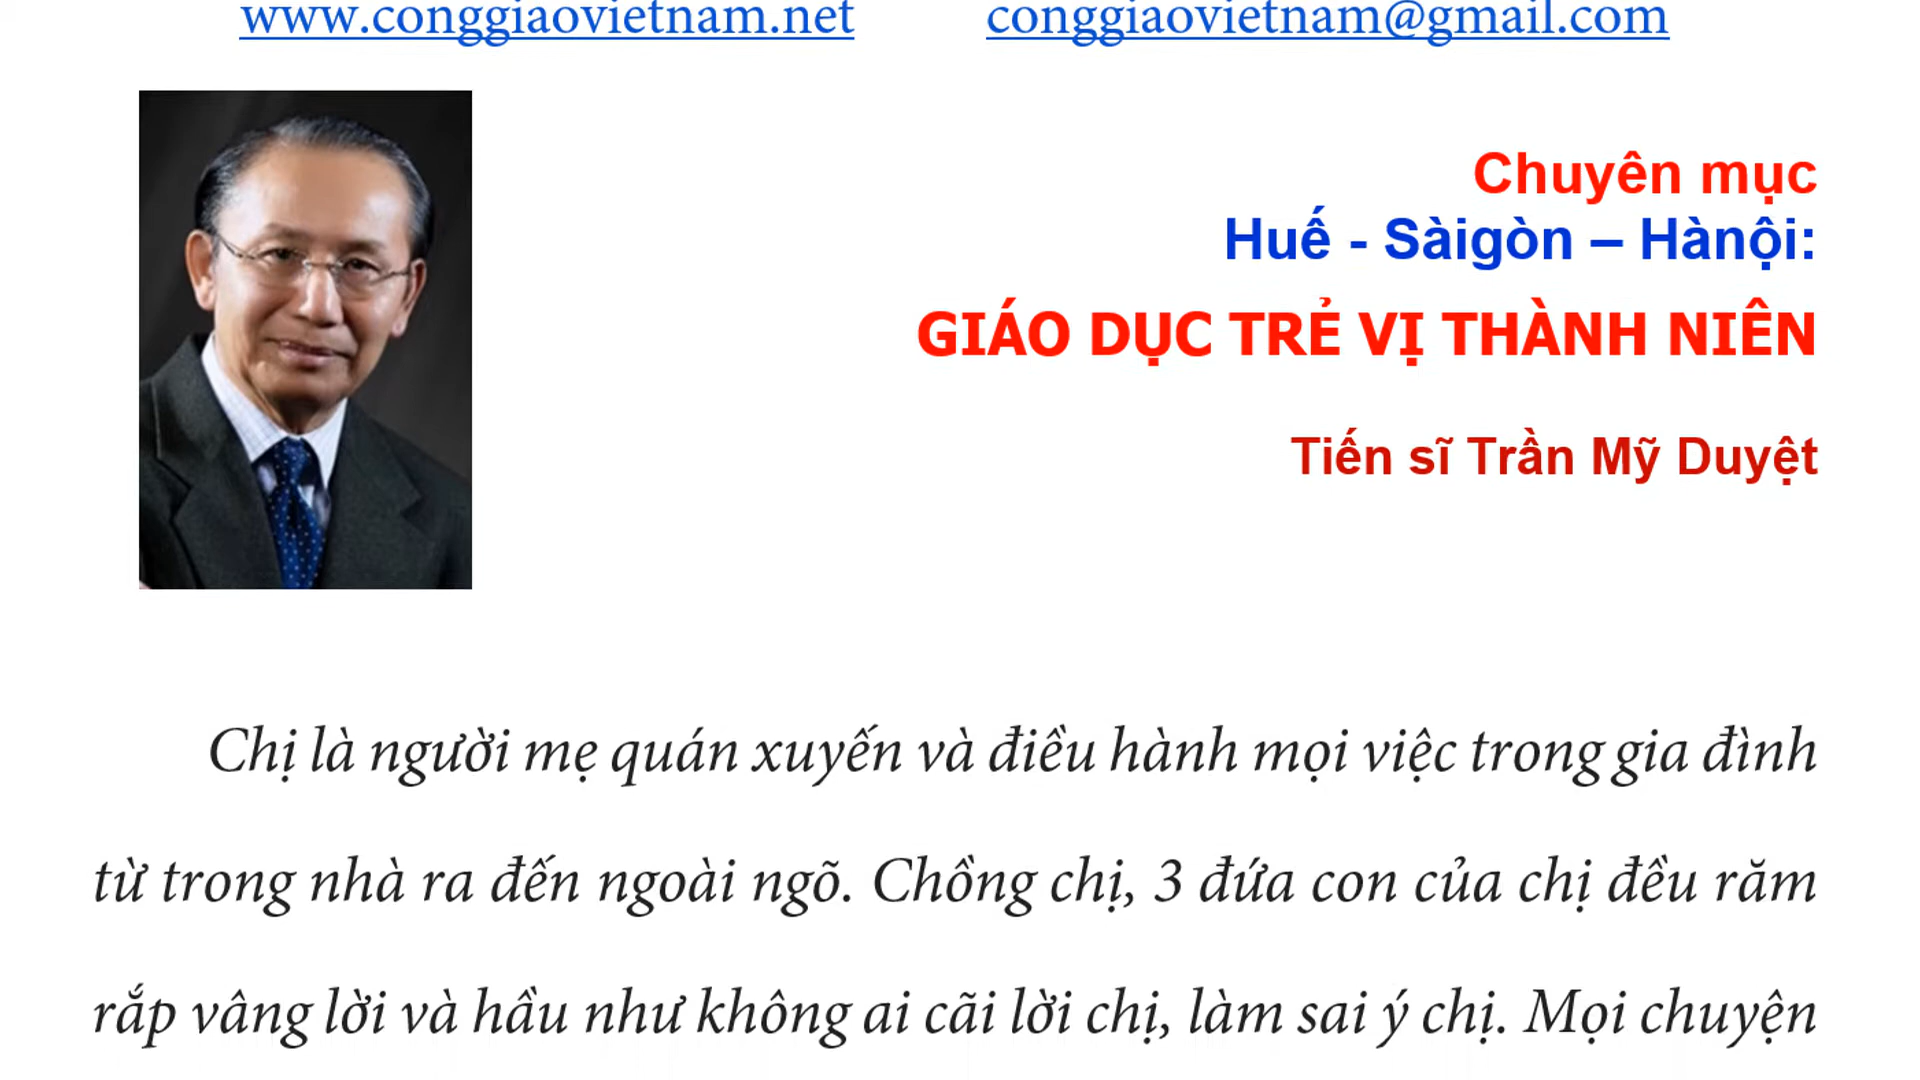 www.conggiaovietnam.net conggiaovietnam@gmail.com
Chuyên mục
Huế - Sàigòn – Hànội:
GIÁO DỤC TRẺ VỊ THÀNH NIÊN
Tiến sĩ Trần Mỹ Duyệt
Chị là người mẹ quán xuyến và điều hành mọi việc trong gia đình
từ trong nhà ra đến ngoài ngõ. Chồng chị, 3 đứa con của chị đều răm
rắp vâng lời và hầu như không ai cãi lời chị, làm sai ý chị. Mọi chuyện